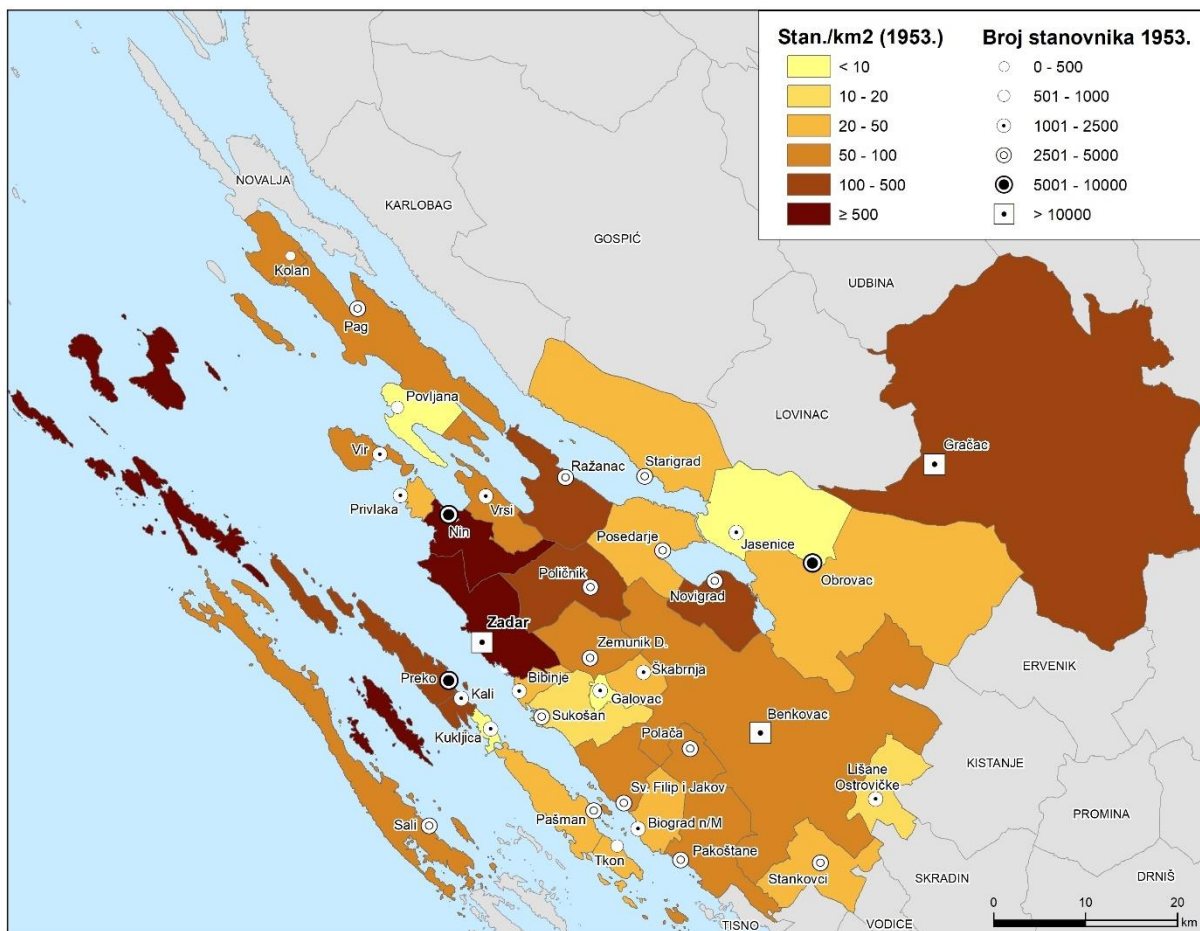 Stan./km2 (1953.)
< 10
10 - 20
20 - 50
50 - 100
100 - 500
≥ 500
Broj stanovnika 1953.
0 - 500
501 - 1000
1001 - 2500
2501 - 5000
5001 - 10000
> 10000
NOVALJA
KARLOBAG
GOSPIĆ
UDBINA
Kolan
Pag
LOVINAC
Povljana
Gračac
Vir
Ražanac
Starigrad
Privlaka
Vrsi
Nin
Posedarje
Jasenice
Obrovac
Poličnik
Novigrad
Zadar
Zemunik D.
ERVENIK
Škabrnja
Preko
Bibinje
Kali
Galovac
Sukošan
Kukljica
Benkovac
Polača
KISTANJE
Lišane
Ostrovičke
Sv. Filip i Jakov
PROMINA
Pašman
Biograd n/M
Sali
Tkon
Pakoštane
Stankovci
SKRADIN
DRNIŠ
TISNO
VODICE
0
10
20
km